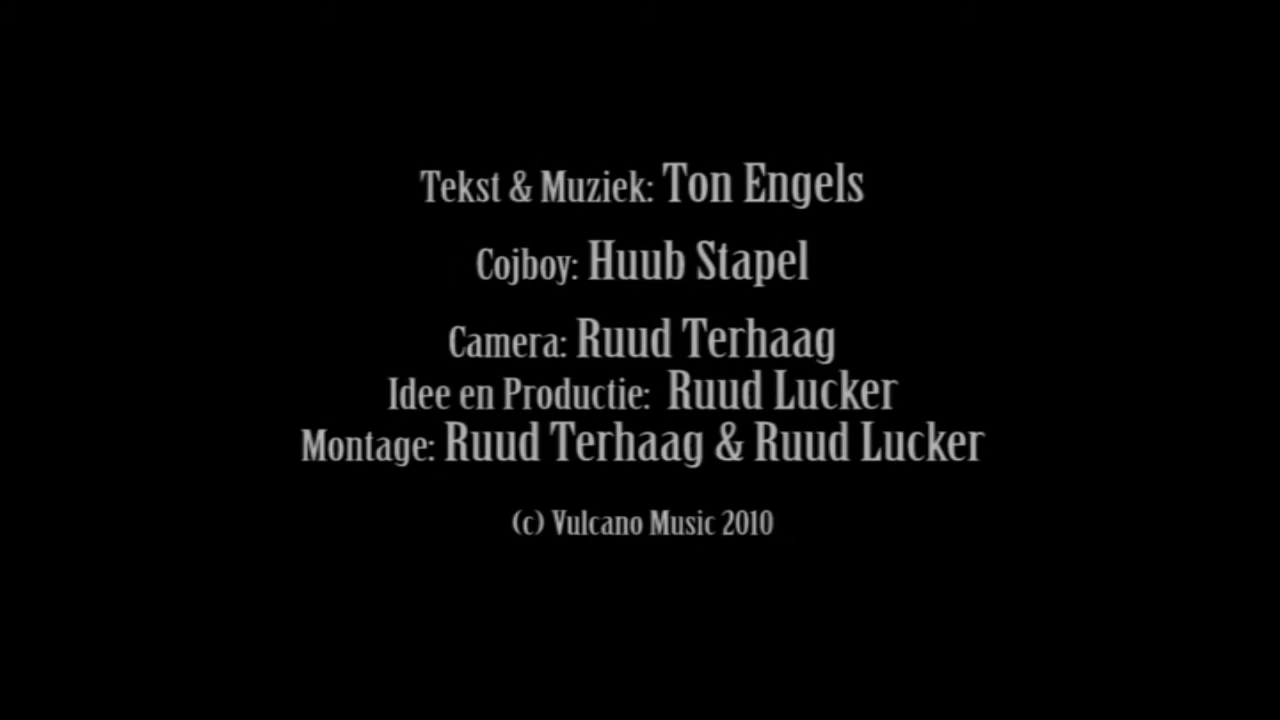 Tekst & Muziek: Ton Engels
Cojboy: Huub Stapel
Camera: Ruud Terhaag
Idee en Productie: Ruud Lucker
Montage: Ruud Terhaag & Ruud Lucker
(c) Vulcano Music 2010